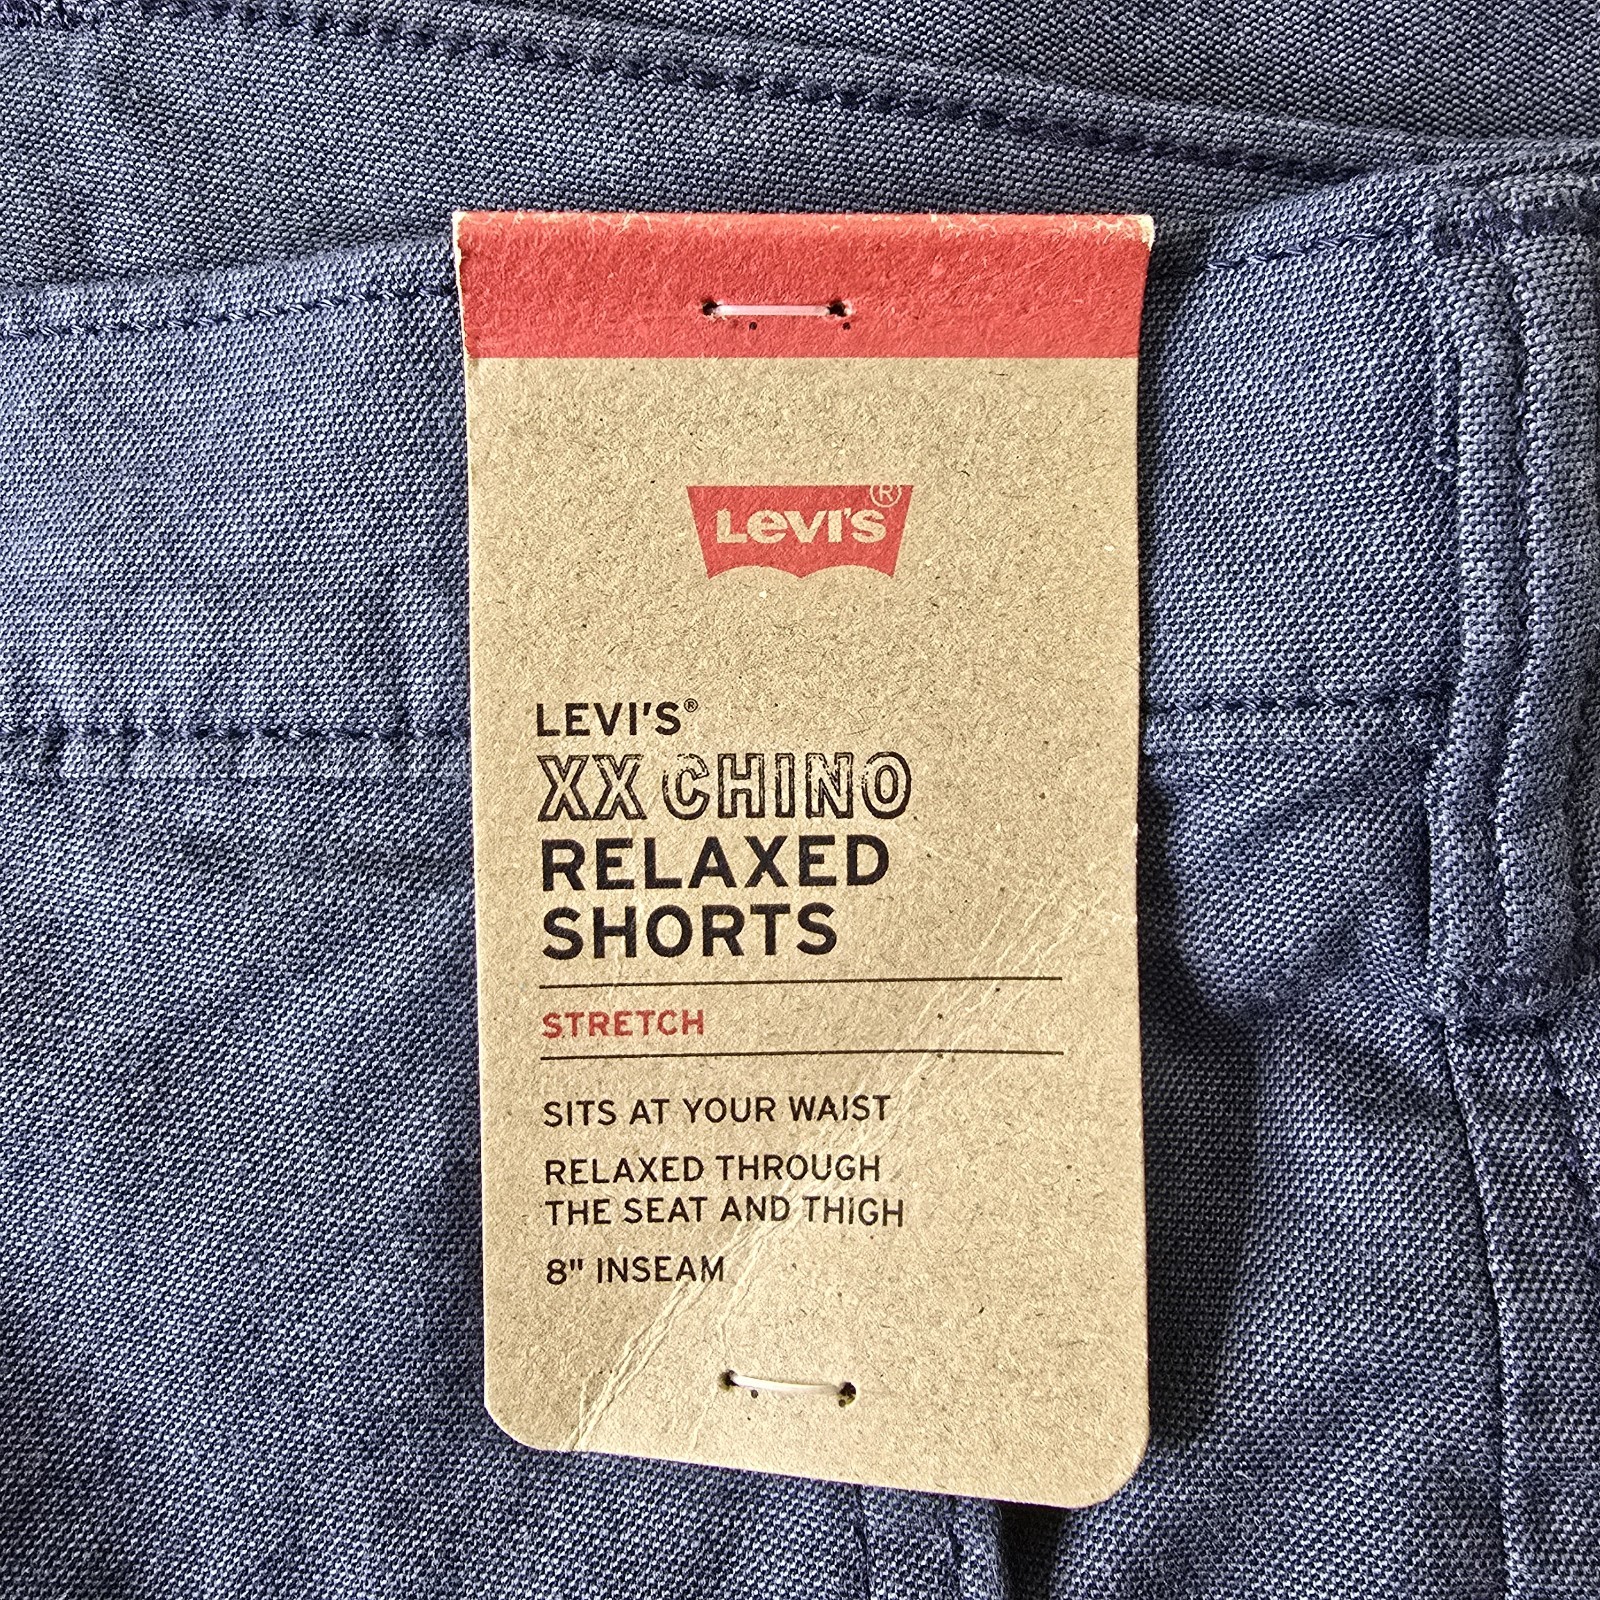 LEVI'S®
LEVI'S®
XX CHINO
RELAXED
SHORTS
STRETCH
SITS AT YOUR WAIST
RELAXED THROUGH
THE SEAT AND THIGH
8" INSEAM